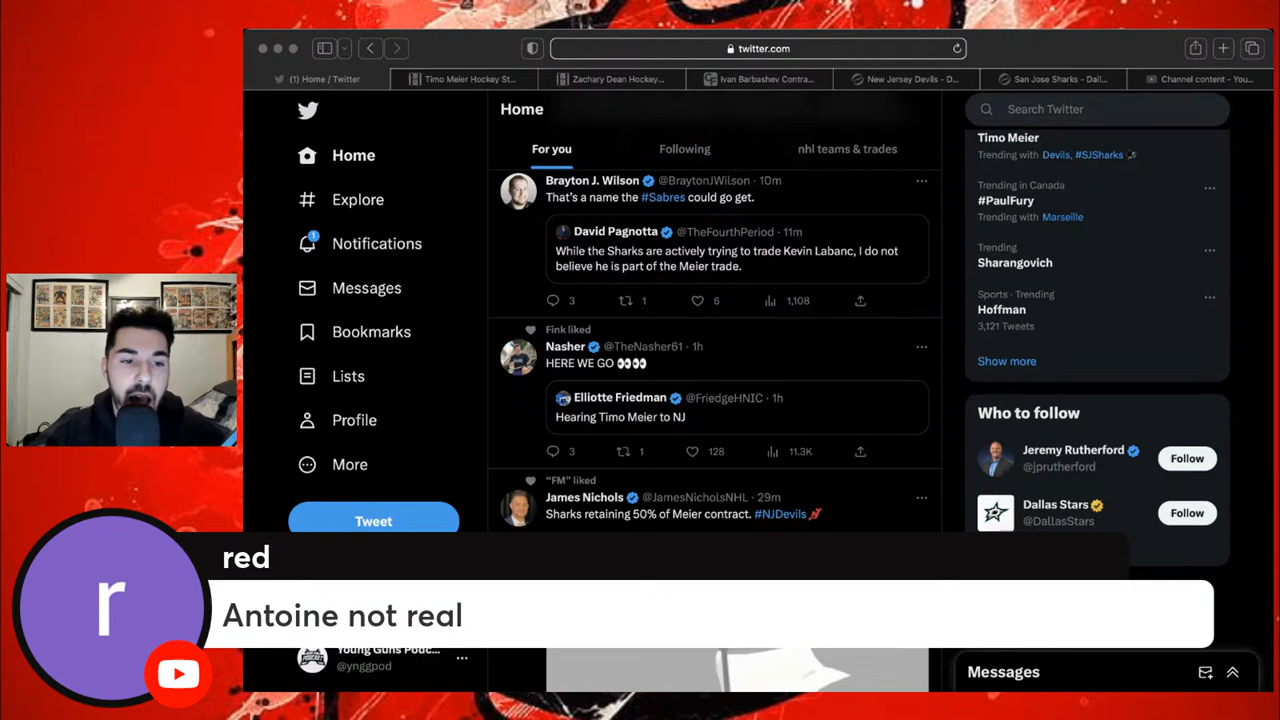 twitter.com
(1) Home / Twitter
Timo Meier Hockey St...
Zachary Dean Hockey...
Ivan Barbashev Contra...
New Jersey Devils - D...
San Jose Sharks - Dall...
Channel content - You...
Home
Explore
Notifications
1
Messages
Bookmarks
Lists
Profile
More
Tweet
Young Guns Podc...
@ynggpod
Home
For you
Following
nhl teams & trades
Brayton J. Wilson @BraytonJWilson · 10m
That's a name the #Sabres could go get.
David Pagnotta @TheFourthPeriod · 11m
While the Sharks are actively trying to trade Kevin Labanc, I do not
believe he is part of the Meier trade.
3 1 6 1,108
Fink liked
Nasher @TheNasher61 · 1h
HERE WE GO 👀👀
Elliotte Friedman @FriedgeHNIC · 1h
Hearing Timo Meier to NJ
3 1 128 11.3K
"FM" liked
James Nichols @JamesNicholsNHL · 29m
Sharks retaining 50% of Meier contract. #NJDevils
Search Twitter
Timo Meier
Trending with Devils, #SJSharks
Trending in Canada
#PaulFury
Trending with Marseille
Trending
Sharangovich
Sports · Trending
Hoffman
3,121 Tweets
Show more
Who to follow
Jeremy Rutherford
@jprutherford
Follow
Dallas Stars
@DallasStars
Follow
Messages
r
red
Antoine not real